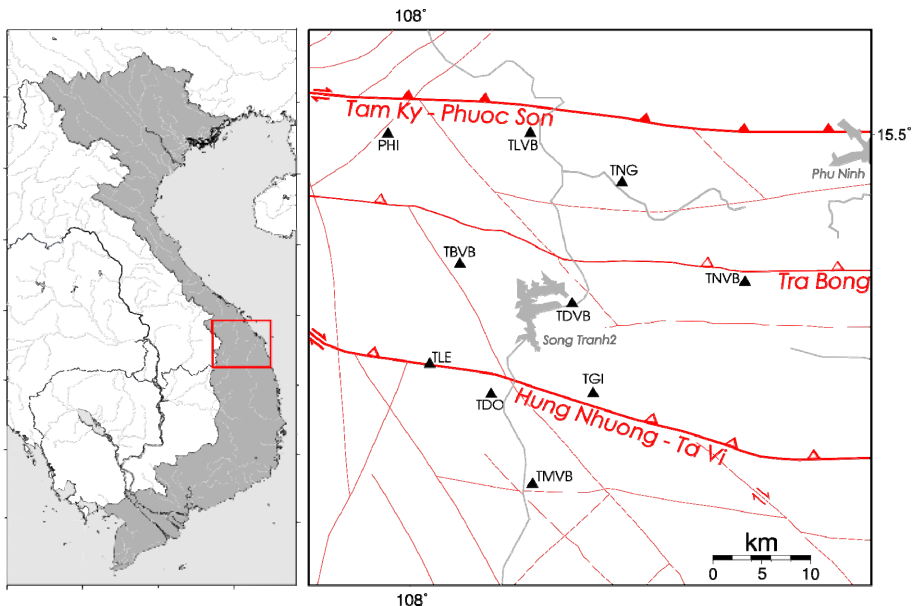 108°
Tam Ky - Phuoc Son
15.5°
PHI
TLVB
Phu Ninh
TNG
TBVB
TNVB
Tra Bong
TDVB
Song Tranh2
TLE
TGI
TDO
Hung Nhuong - Ta Vi
TMVB
km
0 5 10
108°